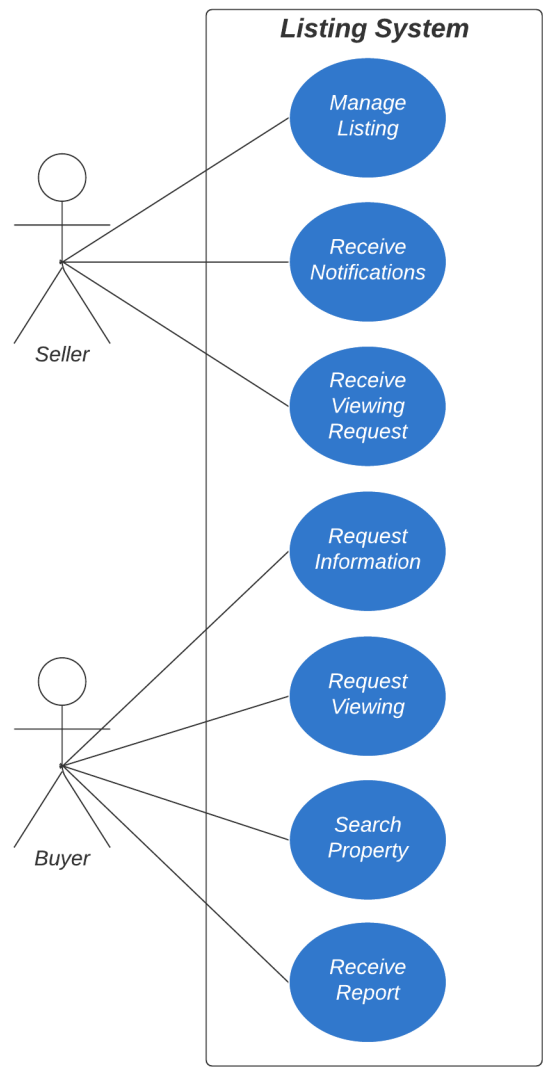 Listing System
Manage
Listing
Receive
Notifications
Seller
Receive
Viewing
Request
Request
Information
Request
Viewing
Buyer
Search
Property
Receive
Report